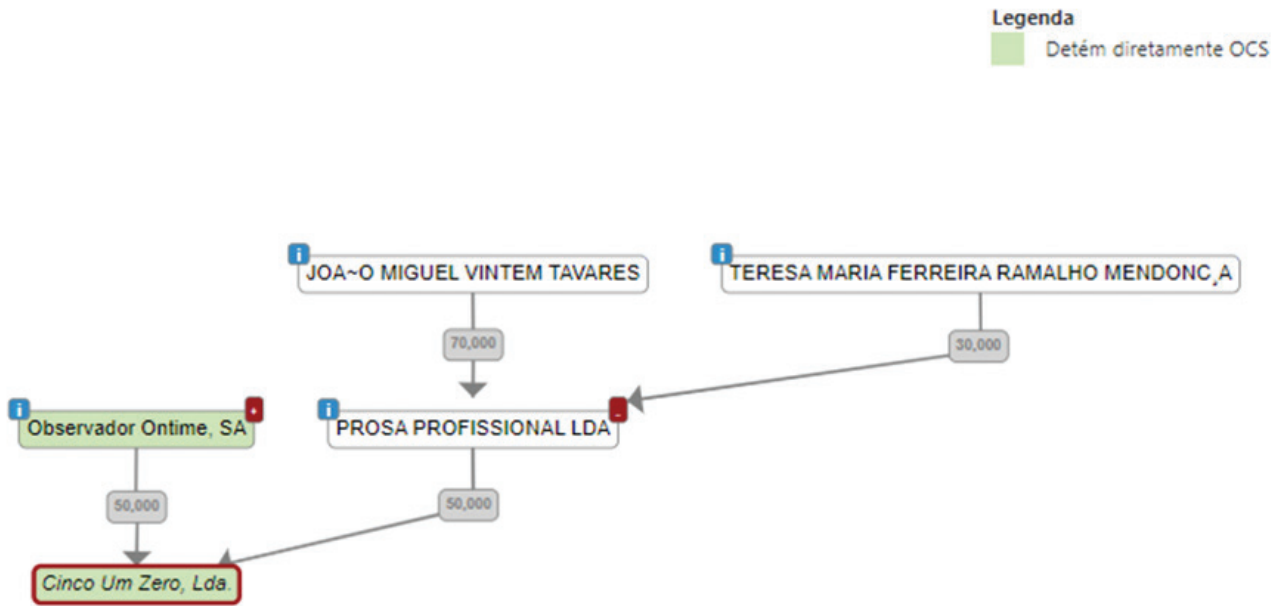 Legenda
Detém diretamente OCS
i
JOA~O MIGUEL VINTEM TAVARES
i
TERESA MARIA FERREIRA RAMALHO MENDONC¸A
70,000
30,000
i
Observador Ontime, SA
+
i
PROSA PROFISSIONAL LDA
-
50,000
50,000
Cinco Um Zero, Lda.